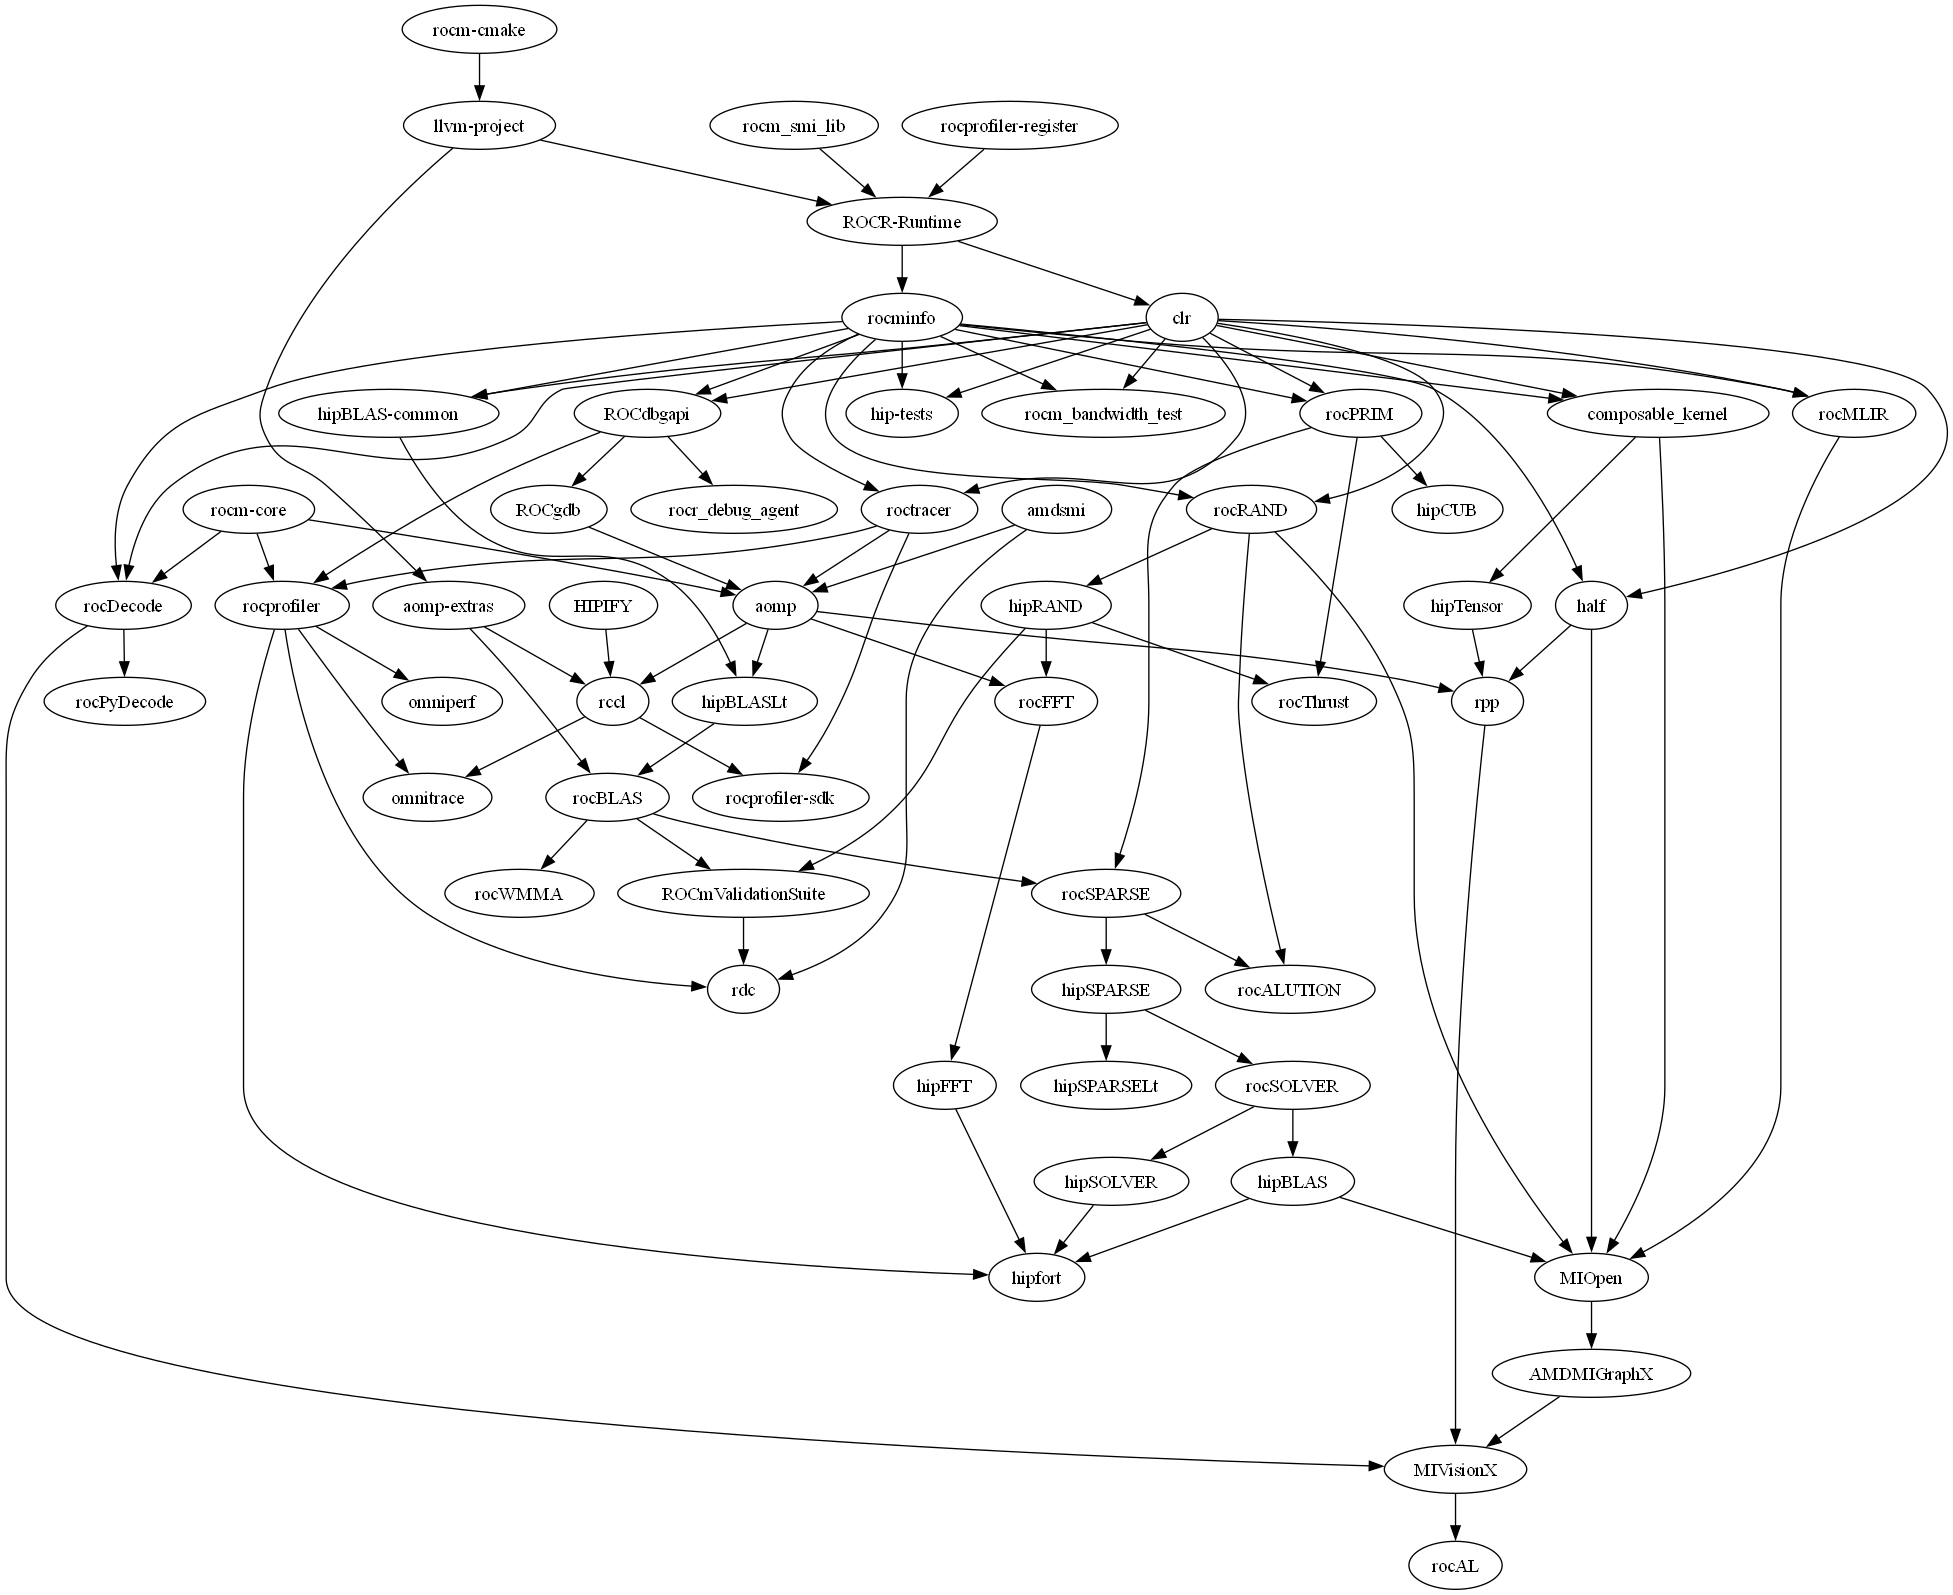 rocm-cmake
llvm-project
rocm_smi_lib
rocprofiler-register
ROCR-Runtime
rocminfo
clr
hipBLAS-common
ROCdbgapi
hip-tests
rocm_bandwidth_test
rocPRIM
composable_kernel
rocMLIR
rocm-core
ROCgdb
rocr_debug_agent
roctracer
amdsmi
rocRAND
hipCUB
rocDecode
rocprofiler
aomp-extras
HIPIFY
aomp
hipRAND
hipTensor
half
rocPyDecode
omniperf
rccl
hipBLASLt
rocFFT
rocThrust
rpp
omnitrace
rocBLAS
rocprofiler-sdk
rocWMMA
ROCmValidationSuite
rocSPARSE
rdc
hipSPARSE
rocALUTION
hipFFT
hipSPARSELt
rocSOLVER
hipSOLVER
hipBLAS
hipfort
MIOpen
AMDMIGraphX
MIVisionX
rocAL